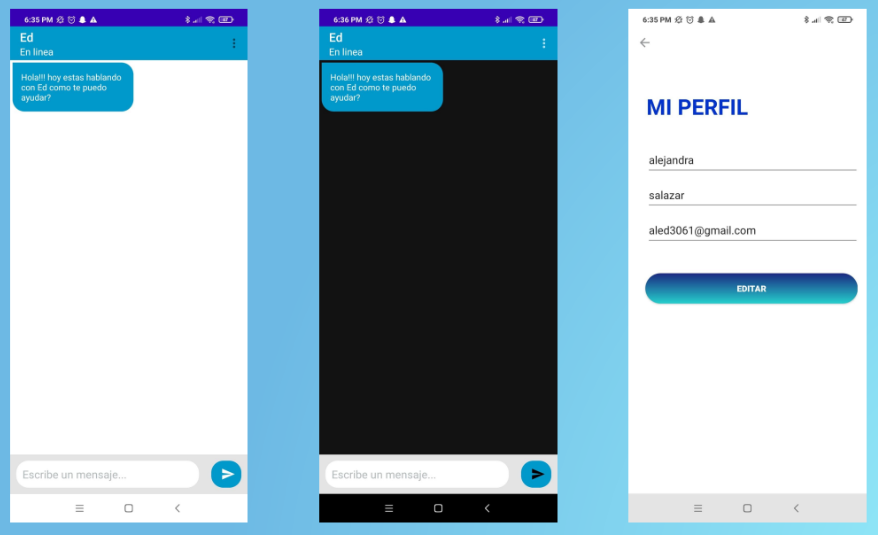 6:35 PM
Ed
En linea
Hola!!! hoy estas hablando
con Ed como te puedo
ayudar?
Escribe un mensaje...
6:36 PM
Ed
En linea
Hola!!! hoy estas hablando
con Ed como te puedo
ayudar?
Escribe un mensaje...
6:35 PM
MI PERFIL
alejandra
salazar
aled3061@gmail.com
EDITAR